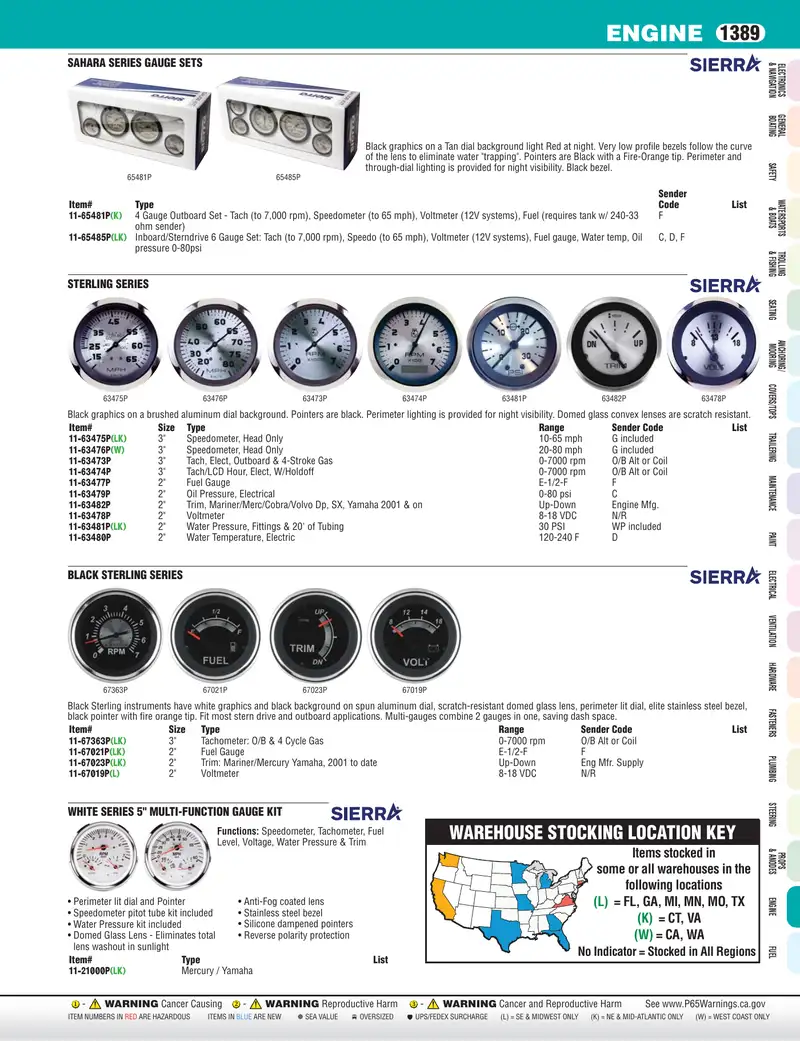 ENGINE 1389
SAHARA SERIES GAUGE SETS
SIERRA
65481P
65485P
Black graphics on a Tan dial background light Red at night. Very low profile bezels follow the curve
of the lens to eliminate water "trapping". Pointers are Black with a Fire-Orange tip. Perimeter and
through-dial lighting is provided for night visibility. Black bezel.
Item# Type Sender Code List
11-65481P(K) 4 Gauge Outboard Set - Tach (to 7,000 rpm), Speedometer (to 65 mph), Voltmeter (12V systems), Fuel (requires tank w/ 240-33 F
ohm sender)
11-65485P(LK) Inboard/Sterndrive 6 Gauge Set: Tach (to 7,000 rpm), Speedo (to 65 mph), Voltmeter (12V systems), Fuel gauge, Water temp, Oil C, D, F
pressure 0-80psi
STERLING SERIES
SIERRA
63475P 63476P 63473P 63474P 63481P 63482P 63478P
Black graphics on a brushed aluminum dial background. Pointers are black. Perimeter lighting is provided for night visibility. Domed glass convex lenses are scratch resistant.
Item# Size Type Range Sender Code List
11-63475P(LK) 3" Speedometer, Head Only 10-65 mph G included
11-63476P(W) 3" Speedometer, Head Only 20-80 mph G included
11-63473P 3" Tach, Elect, Outboard & 4-Stroke Gas 0-7000 rpm O/B Alt or Coil
11-63474P 3" Tach/LCD Hour, Elect, W/Holdoff 0-7000 rpm O/B Alt or Coil
11-63477P 2" Fuel Gauge E-1/2-F F
11-63479P 2" Oil Pressure, Electrical 0-80 psi C
11-63482P 2" Trim, Mariner/Merc/Cobra/Volvo Dp, SX, Yamaha 2001 & on Up-Down Engine Mfg.
11-63478P 2" Voltmeter 8-18 VDC N/R
11-63481P(LK) 2" Water Pressure, Fittings & 20' of Tubing 30 PSI WP included
11-63480P 2" Water Temperature, Electric 120-240 F D
BLACK STERLING SERIES
SIERRA
67363P 67021P 67023P 67019P
Black Sterling instruments have white graphics and black background on spun aluminum dial, scratch-resistant domed glass lens, perimeter lit dial, elite stainless steel bezel,
black pointer with fire orange tip. Fit most stern drive and outboard applications. Multi-gauges combine 2 gauges in one, saving dash space.
Item# Size Type Range Sender Code List
11-67363P(LK) 3" Tachometer: O/B & 4 Cycle Gas 0-7000 rpm O/B Alt or Coil
11-67021P(LK) 2" Fuel Gauge E-1/2-F F
11-67023P(LK) 2" Trim: Mariner/Mercury Yamaha, 2001 to date Up-Down Eng Mfr. Supply
11-67019P(L) 2" Voltmeter 8-18 VDC N/R
WHITE SERIES 5" MULTI-FUNCTION GAUGE KIT
SIERRA
Functions: Speedometer, Tachometer, Fuel
Level, Voltage, Water Pressure & Trim
• Perimeter lit dial and Pointer
• Speedometer pitot tube kit included
• Water Pressure kit included
• Domed Glass Lens - Eliminates total
lens washout in sunlight
• Anti-Fog coated lens
• Stainless steel bezel
• Silicone dampened pointers
• Reverse polarity protection
Item# Type List
11-21000P(LK) Mercury / Yamaha
WAREHOUSE STOCKING LOCATION KEY
Items stocked in
some or all warehouses in the
following locations
(L) = FL, GA, MI, MN, MO, TX
(K) = CT, VA
(W) = CA, WA
No Indicator = Stocked in All Regions
ELECTRONICS & NAVIGATION
GENERAL BOATING
SAFETY
WATERSPORTS & BOATS
TROLLING & FISHING
SEATING
ANCHORING/ MOORING
COVERS/TOPS
TRAILERING
MAINTENANCE
PAINT
ELECTRICAL
VENTILATION
HARDWARE
FASTENERS
PLUMBING
STEERING
PROPS & ANODES
ENGINE
FUEL
1 - WARNING Cancer Causing 2 - WARNING Reproductive Harm 3 - WARNING Cancer and Reproductive Harm See www.P65Warnings.ca.gov
ITEM NUMBERS IN RED ARE HAZARDOUS ITEMS IN BLUE ARE NEW SEA VALUE OVERSIZED UPS/FEDEX SURCHARGE (L) = SE & MIDWEST ONLY (K) = NE & MID-ATLANTIC ONLY (W) = WEST COAST ONLY